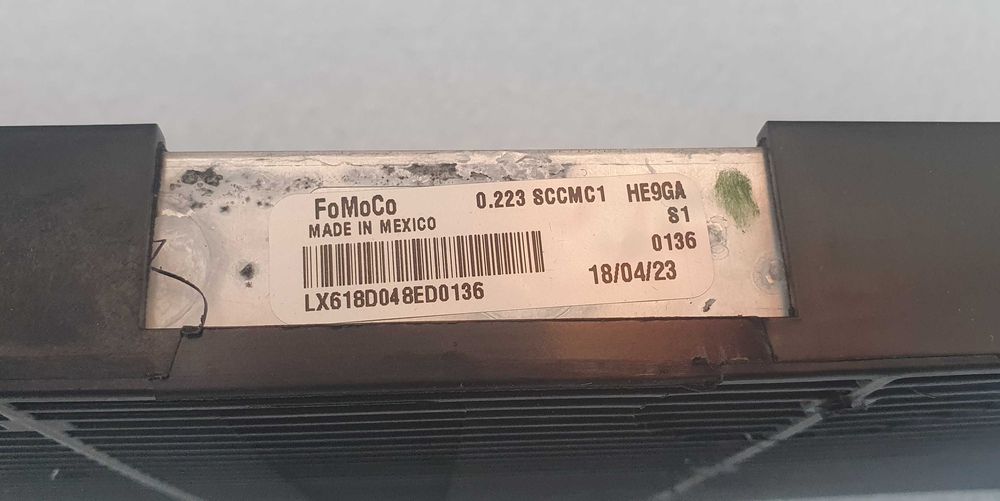 FoMoCo 0.223 SCCMC1 HE9GA
MADE IN MEXICO S1
0136
18/04/23
LX618D048ED0136